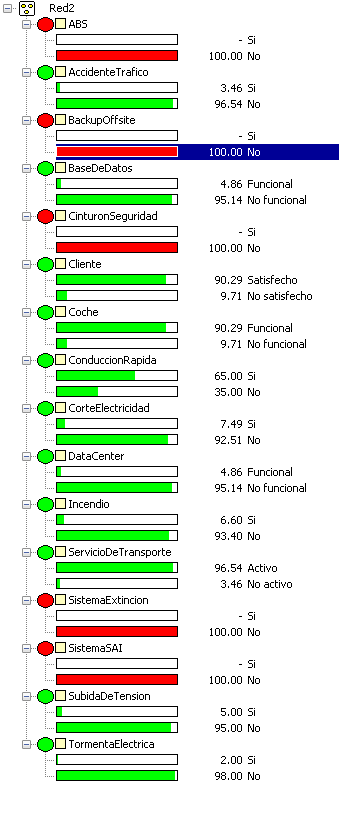 Red2
ABS
- Si
100.00 No
AccidenteTrafico
3.46 Si
96.54 No
BackupOffsite
- Si
100.00 No
BaseDeDatos
4.86 Funcional
95.14 No funcional
CinturonSeguridad
- Si
100.00 No
Cliente
90.29 Satisfecho
9.71 No satisfecho
Coche
90.29 Funcional
9.71 No funcional
ConduccionRapida
65.00 Si
35.00 No
CorteElectricidad
7.49 Si
92.51 No
DataCenter
4.86 Funcional
95.14 No funcional
Incendio
6.60 Si
93.40 No
ServicioDeTransporte
96.54 Activo
3.46 No activo
SistemaExtincion
- Si
100.00 No
SistemaSAI
- Si
100.00 No
SubidaDeTension
5.00 Si
95.00 No
TormentaElectrica
2.00 Si
98.00 No